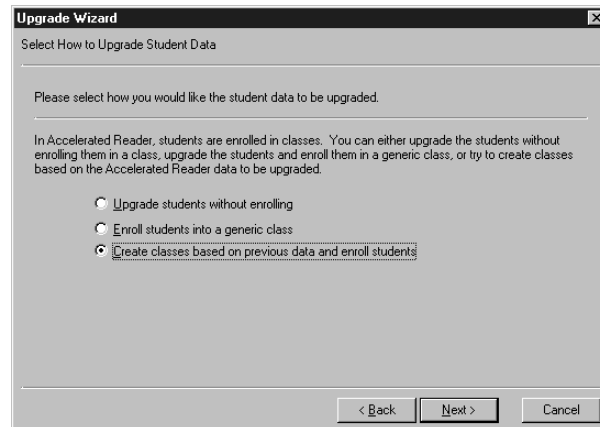 Upgrade Wizard
Select How to Upgrade Student Data
Please select how you would like the student data to be upgraded.
In Accelerated Reader, students are enrolled in classes.  You can either upgrade the students without
enrolling them in a class, upgrade the students and enroll them in a generic class, or try to create classes
based on the Accelerated Reader data to be upgraded.
Upgrade students without enrolling
Enroll students into a generic class
Create classes based on previous data and enroll students
< Back
Next >
Cancel